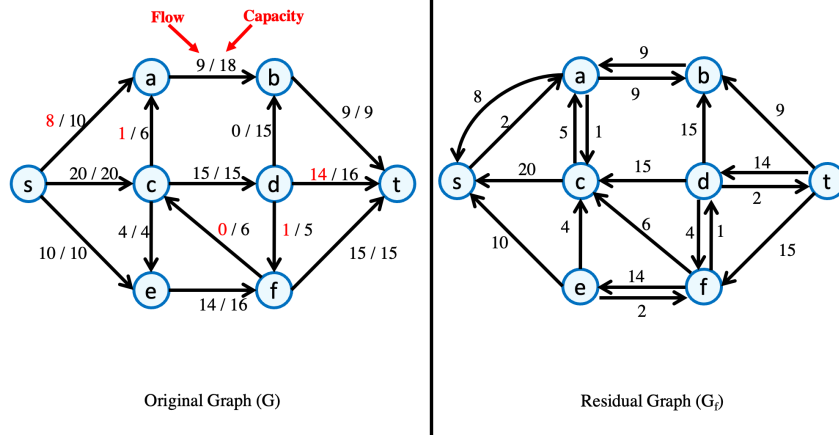 Flow
Capacity
9 / 18
a
b
8 / 10
1 / 6
0 / 15
9 / 9
s
20 / 20
c
15 / 15
d
14 / 16
t
10 / 10
4 / 4
0 / 6
1 / 5
15 / 15
e
14 / 16
f
Original Graph (G)
9
a
b
9
8
2
5
1
15
9
s
20
c
15
d
14
2
t
10
4
6
4
1
15
e
14
2
f
Residual Graph (Gf)